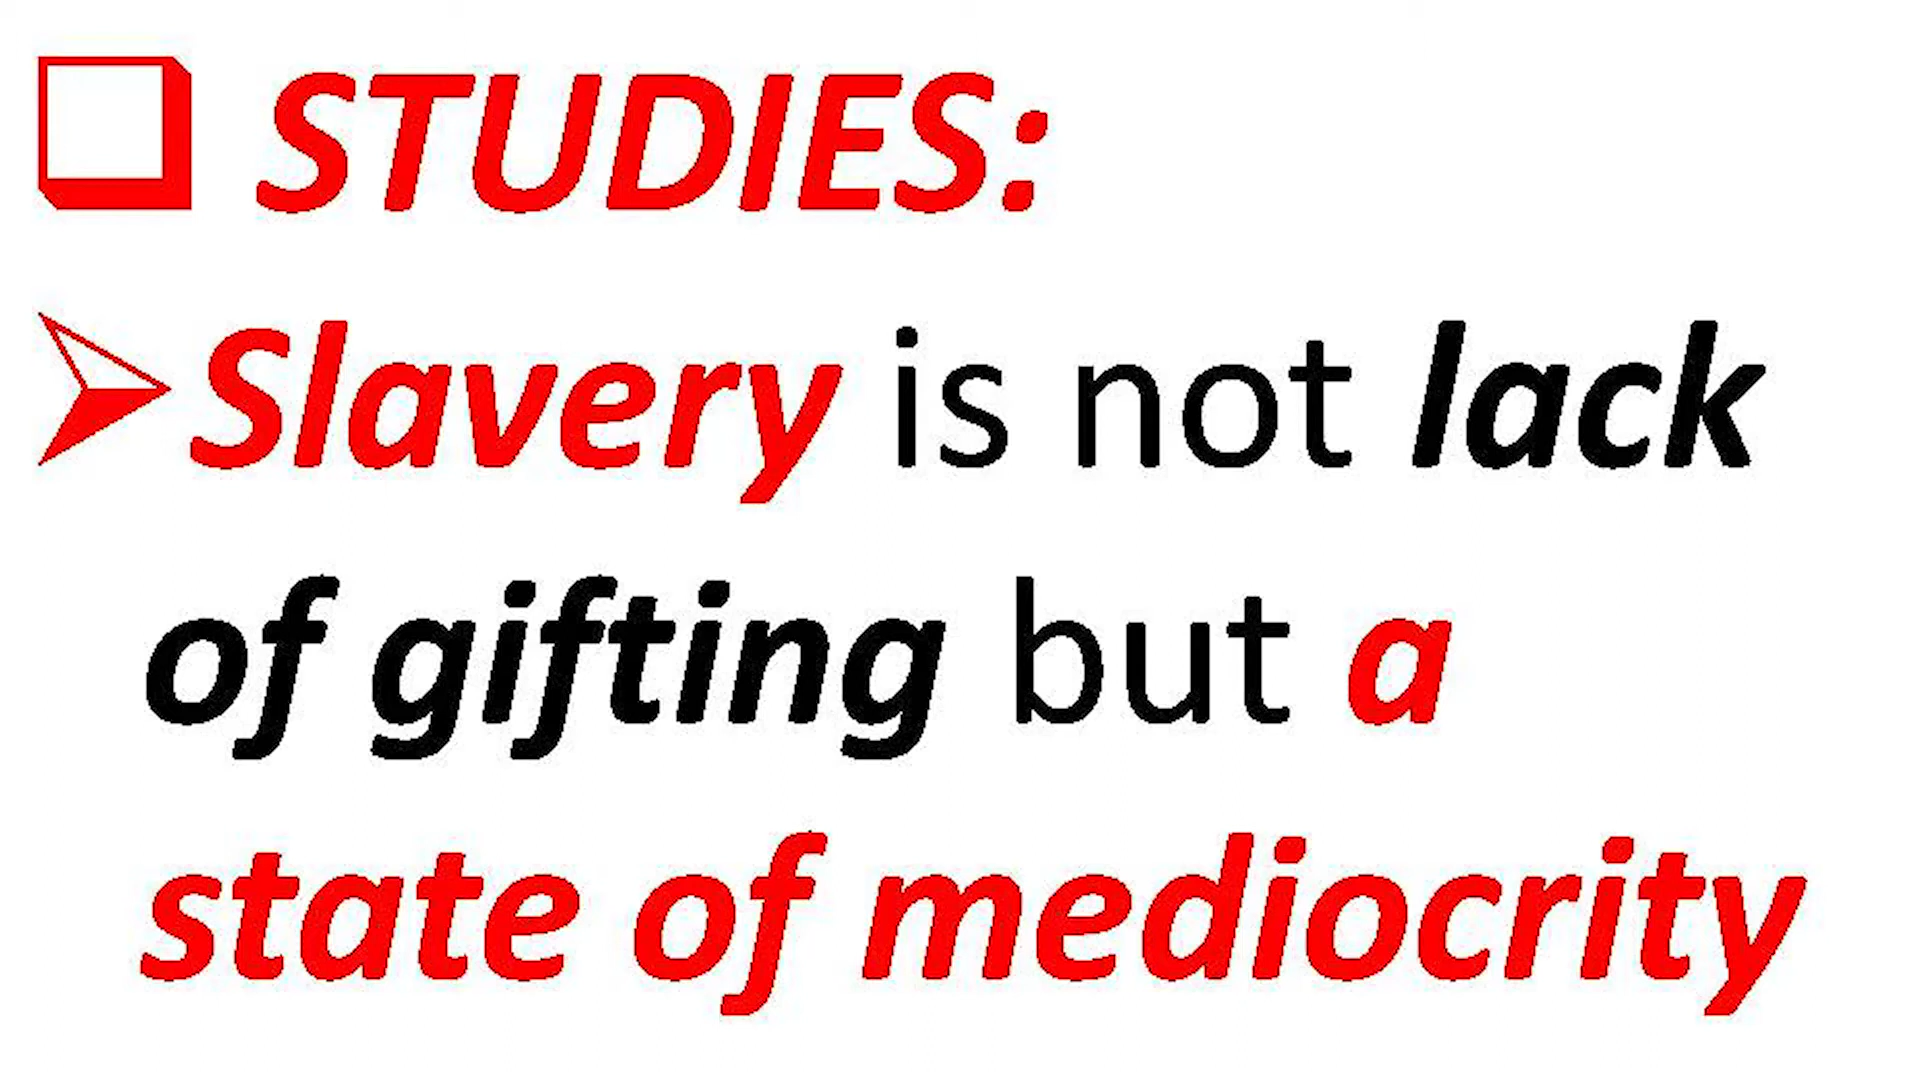 STUDIES:
Slavery is not lack
of gifting but a
state of mediocrity